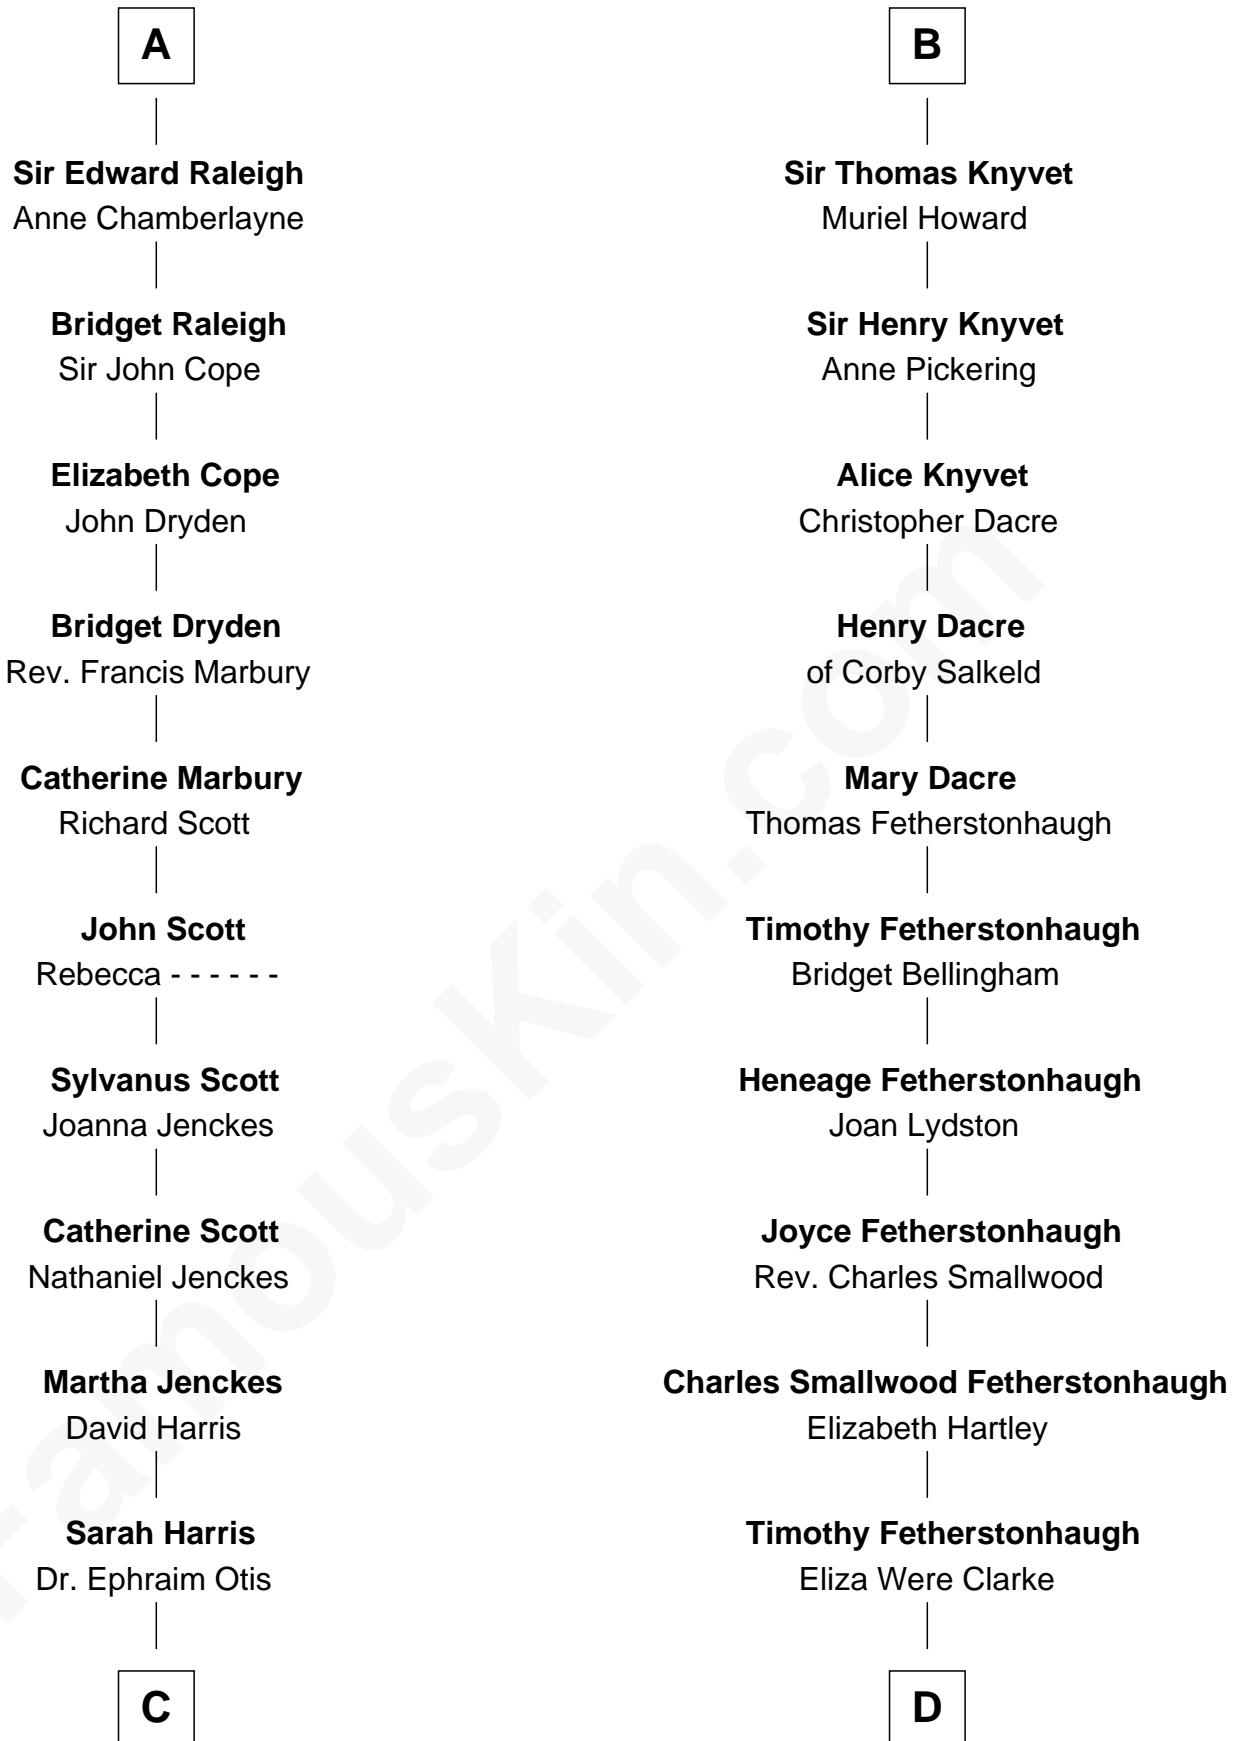 A
Sir Edward Raleigh
Anne Chamberlayne
Bridget Raleigh
Sir John Cope
Elizabeth Cope
John Dryden
Bridget Dryden
Rev. Francis Marbury
Catherine Marbury
Richard Scott
John Scott
Rebecca - - - - - -
Sylvanus Scott
Joanna Jenckes
Catherine Scott
Nathaniel Jenckes
Martha Jenckes
David Harris
Sarah Harris
Dr. Ephraim Otis
C
B
Sir Thomas Knyvet
Muriel Howard
Sir Henry Knyvet
Anne Pickering
Alice Knyvet
Christopher Dacre
Henry Dacre
of Corby Salkeld
Mary Dacre
Thomas Fetherstonhaugh
Timothy Fetherstonhaugh
Bridget Bellingham
Heneage Fetherstonhaugh
Joan Lydston
Joyce Fetherstonhaugh
Rev. Charles Smallwood
Charles Smallwood Fetherstonhaugh
Elizabeth Hartley
Timothy Fetherstonhaugh
Eliza Were Clarke
D
FamousKin.com